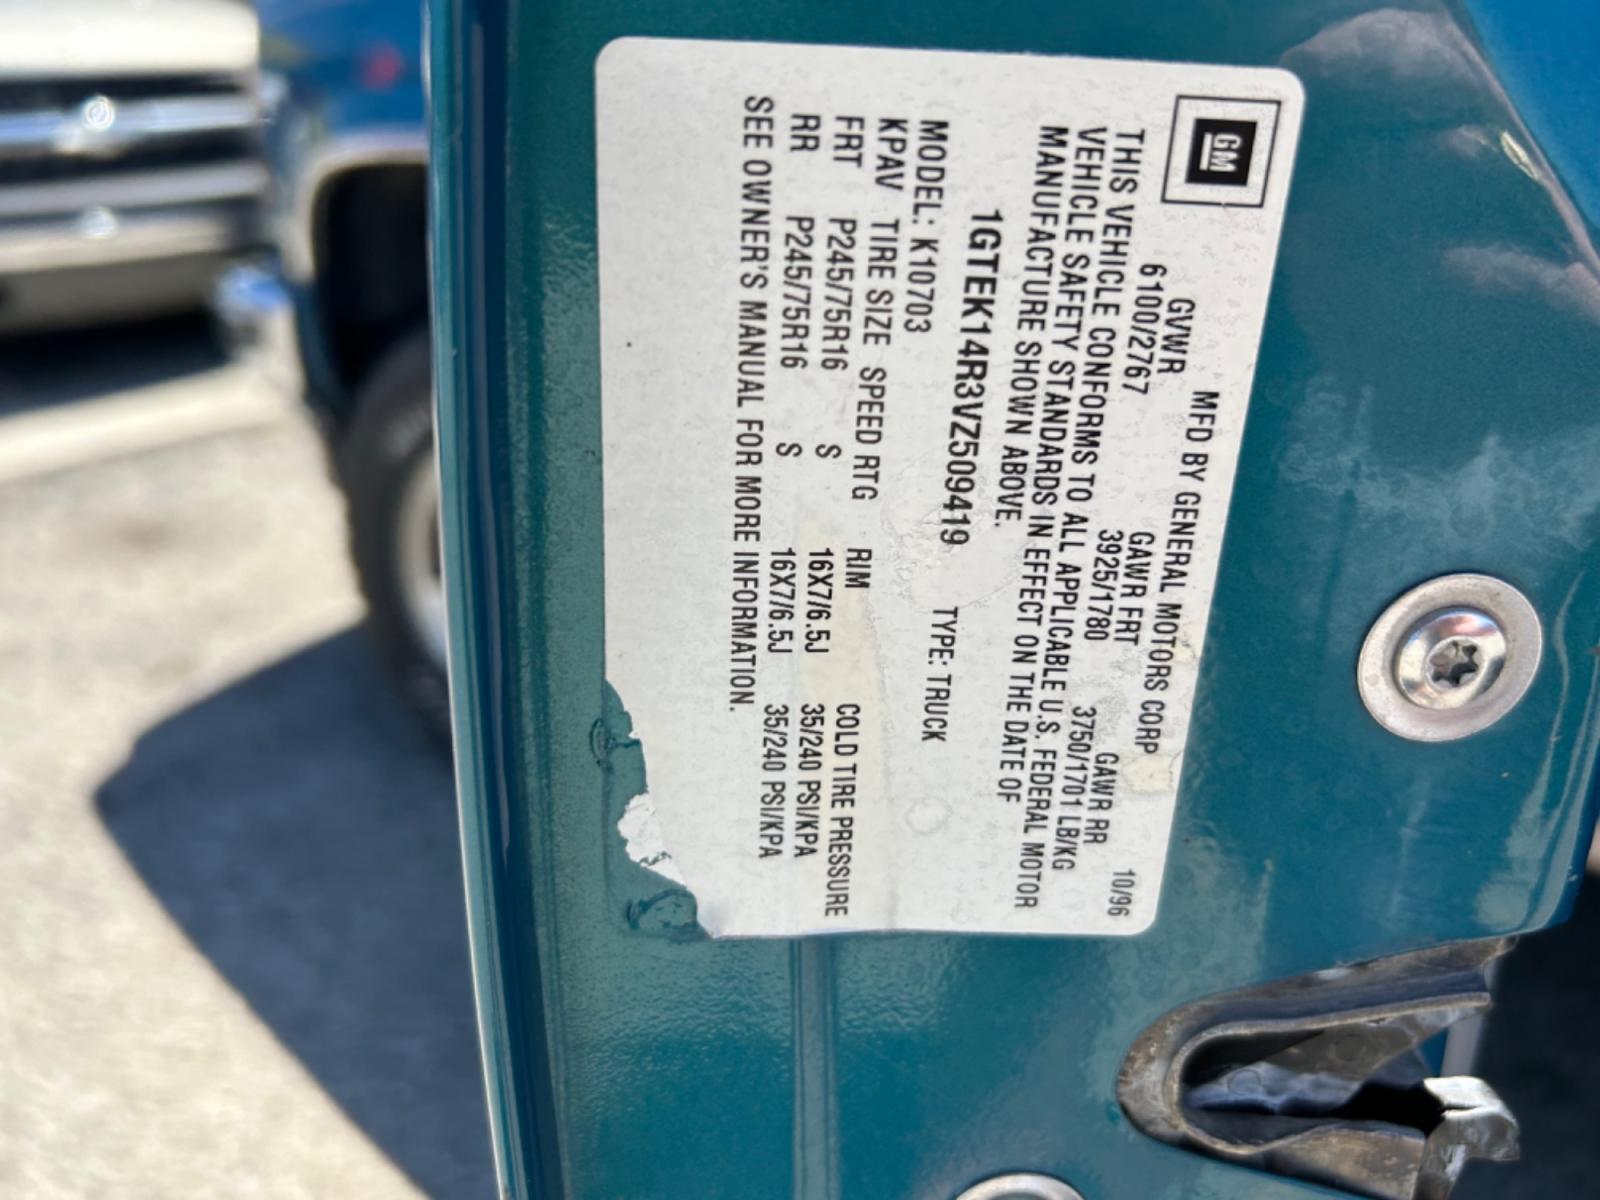 GM
MFD BY GENERAL MOTORS CORP 10/96
GVWR GAWR FRT GAWR RR
6100/2767 3925/1780 3750/1701 LB/KG
THIS VEHICLE CONFORMS TO ALL APPLICABLE U.S. FEDERAL MOTOR
VEHICLE SAFETY STANDARDS IN EFFECT ON THE DATE OF
MANUFACTURE SHOWN ABOVE.
1GTEK14R3VZ509419 TYPE: TRUCK
MODEL: K10703
KPAV TIRE SIZE SPEED RTG RIM COLD TIRE PRESSURE
FRT P245/75R16 S 16X7/6.5J 35/240 PSI/KPA
RR P245/75R16 S 16X7/6.5J 35/240 PSI/KPA
SEE OWNER'S MANUAL FOR MORE INFORMATION.